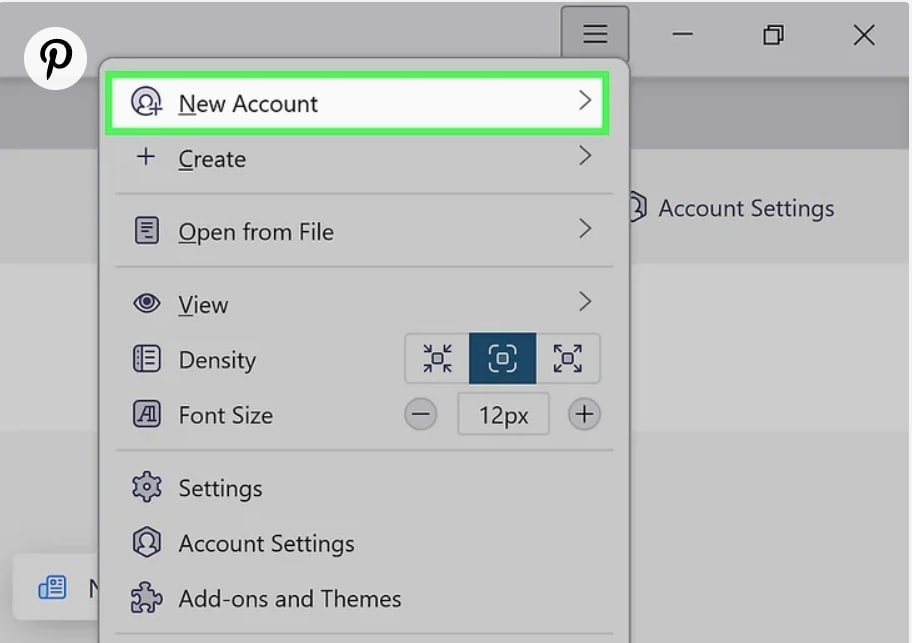 New Account
Create
Account Settings
Open from File
View
Density
Font Size
12px
Settings
Account Settings
N
Add-ons and Themes